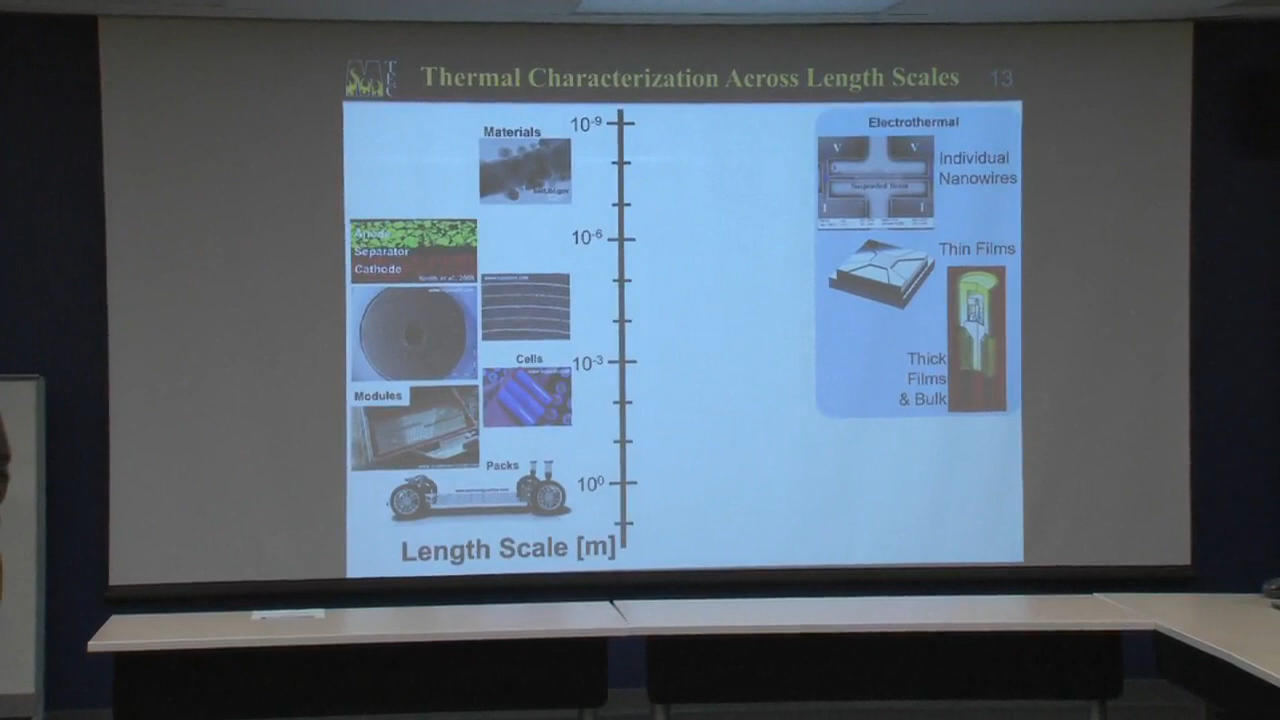 Thermal Characterization Across Length Scales
13
Materials
10-9
Electrothermal
V V
Individual
Nanowires
I I
Anode
Separator
Cathode
10-6
Thin Films
Cells
10-3
Thick
Films
& Bulk
Modules
Packs
100
Length Scale [m]